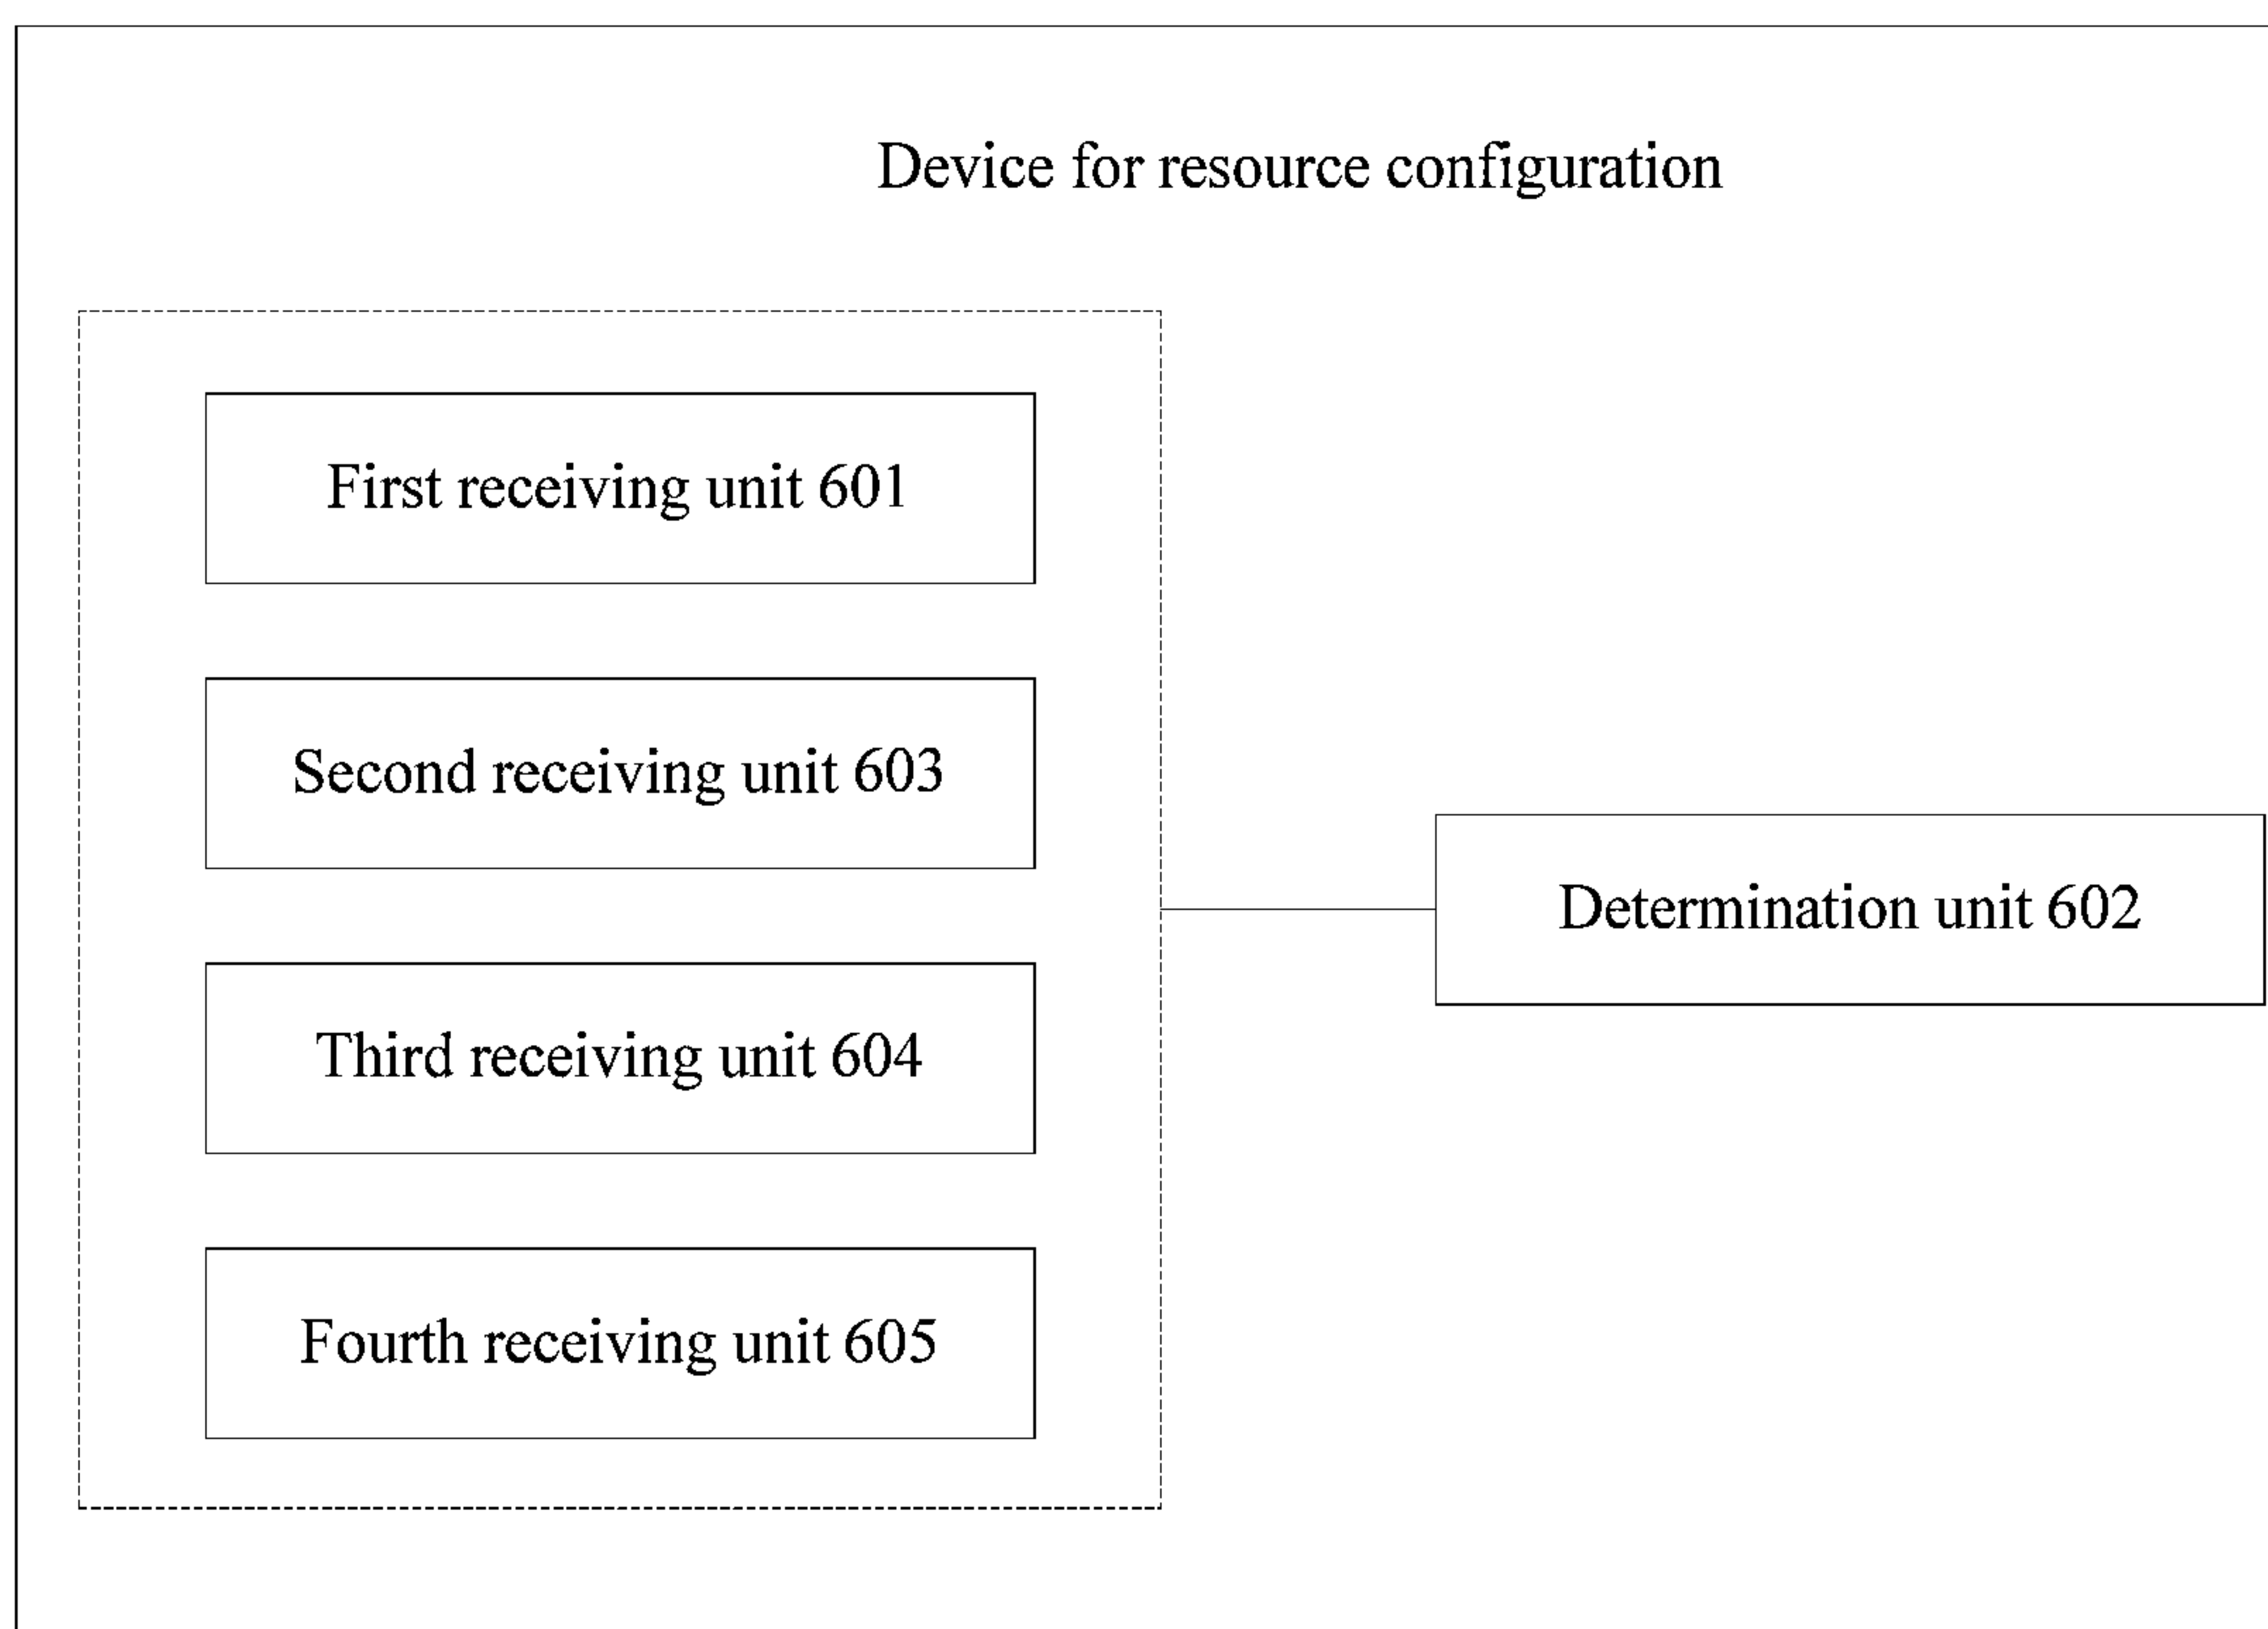 Device for resource configuration
First receiving unit 601
Second receiving unit 603
Third receiving unit 604
Fourth receiving unit 605
Determination unit 602